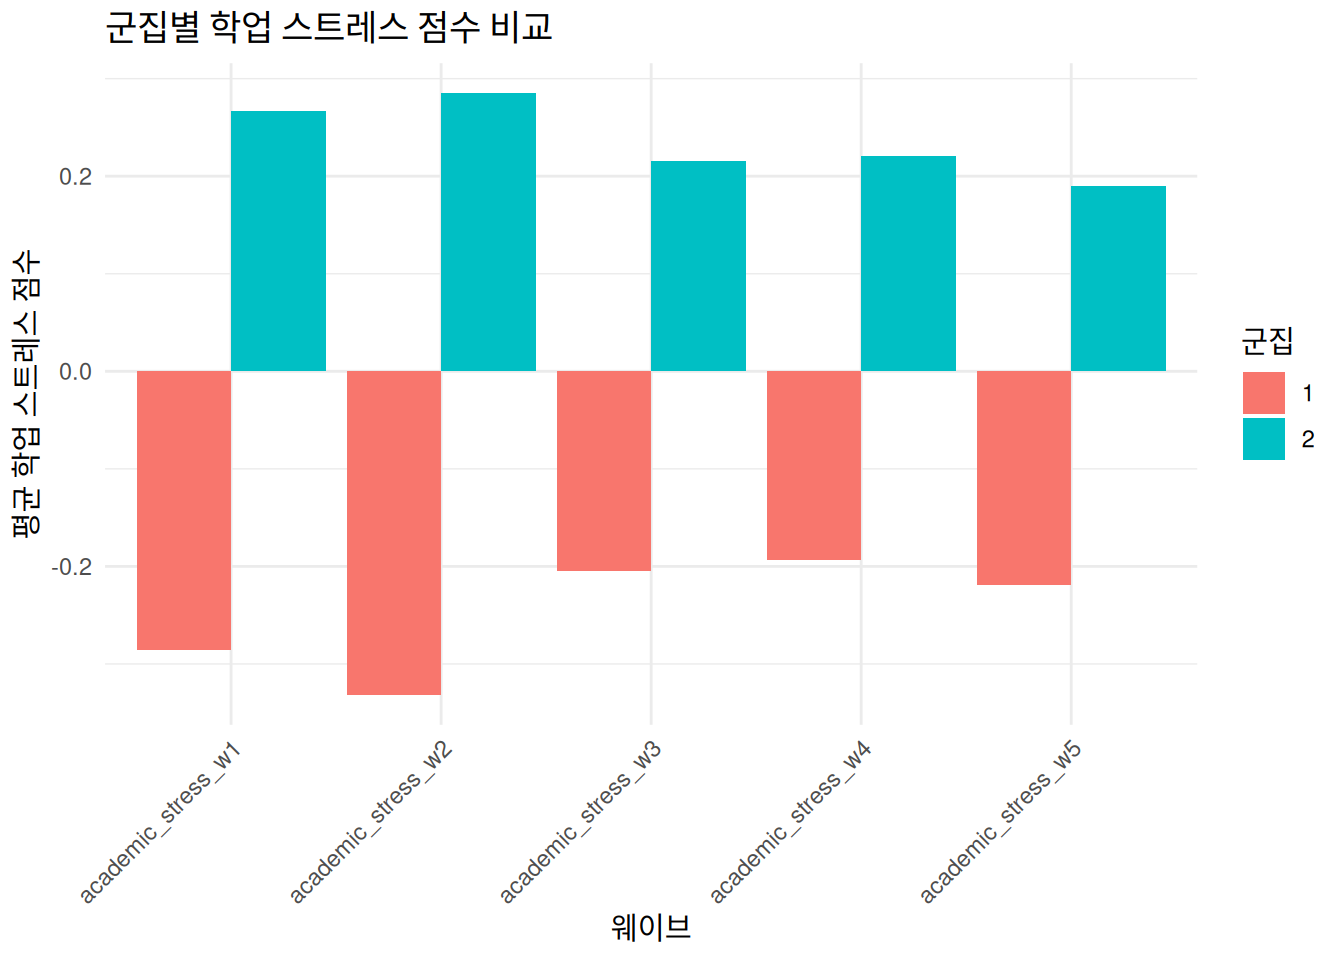 군집별 학업 스트레스 점수 비교
평균 학업 스트레스 점수
0.2
0.0
-0.2
academic_stress_w1
academic_stress_w2
academic_stress_w3
academic_stress_w4
academic_stress_w5
웨이브
군집
1
2